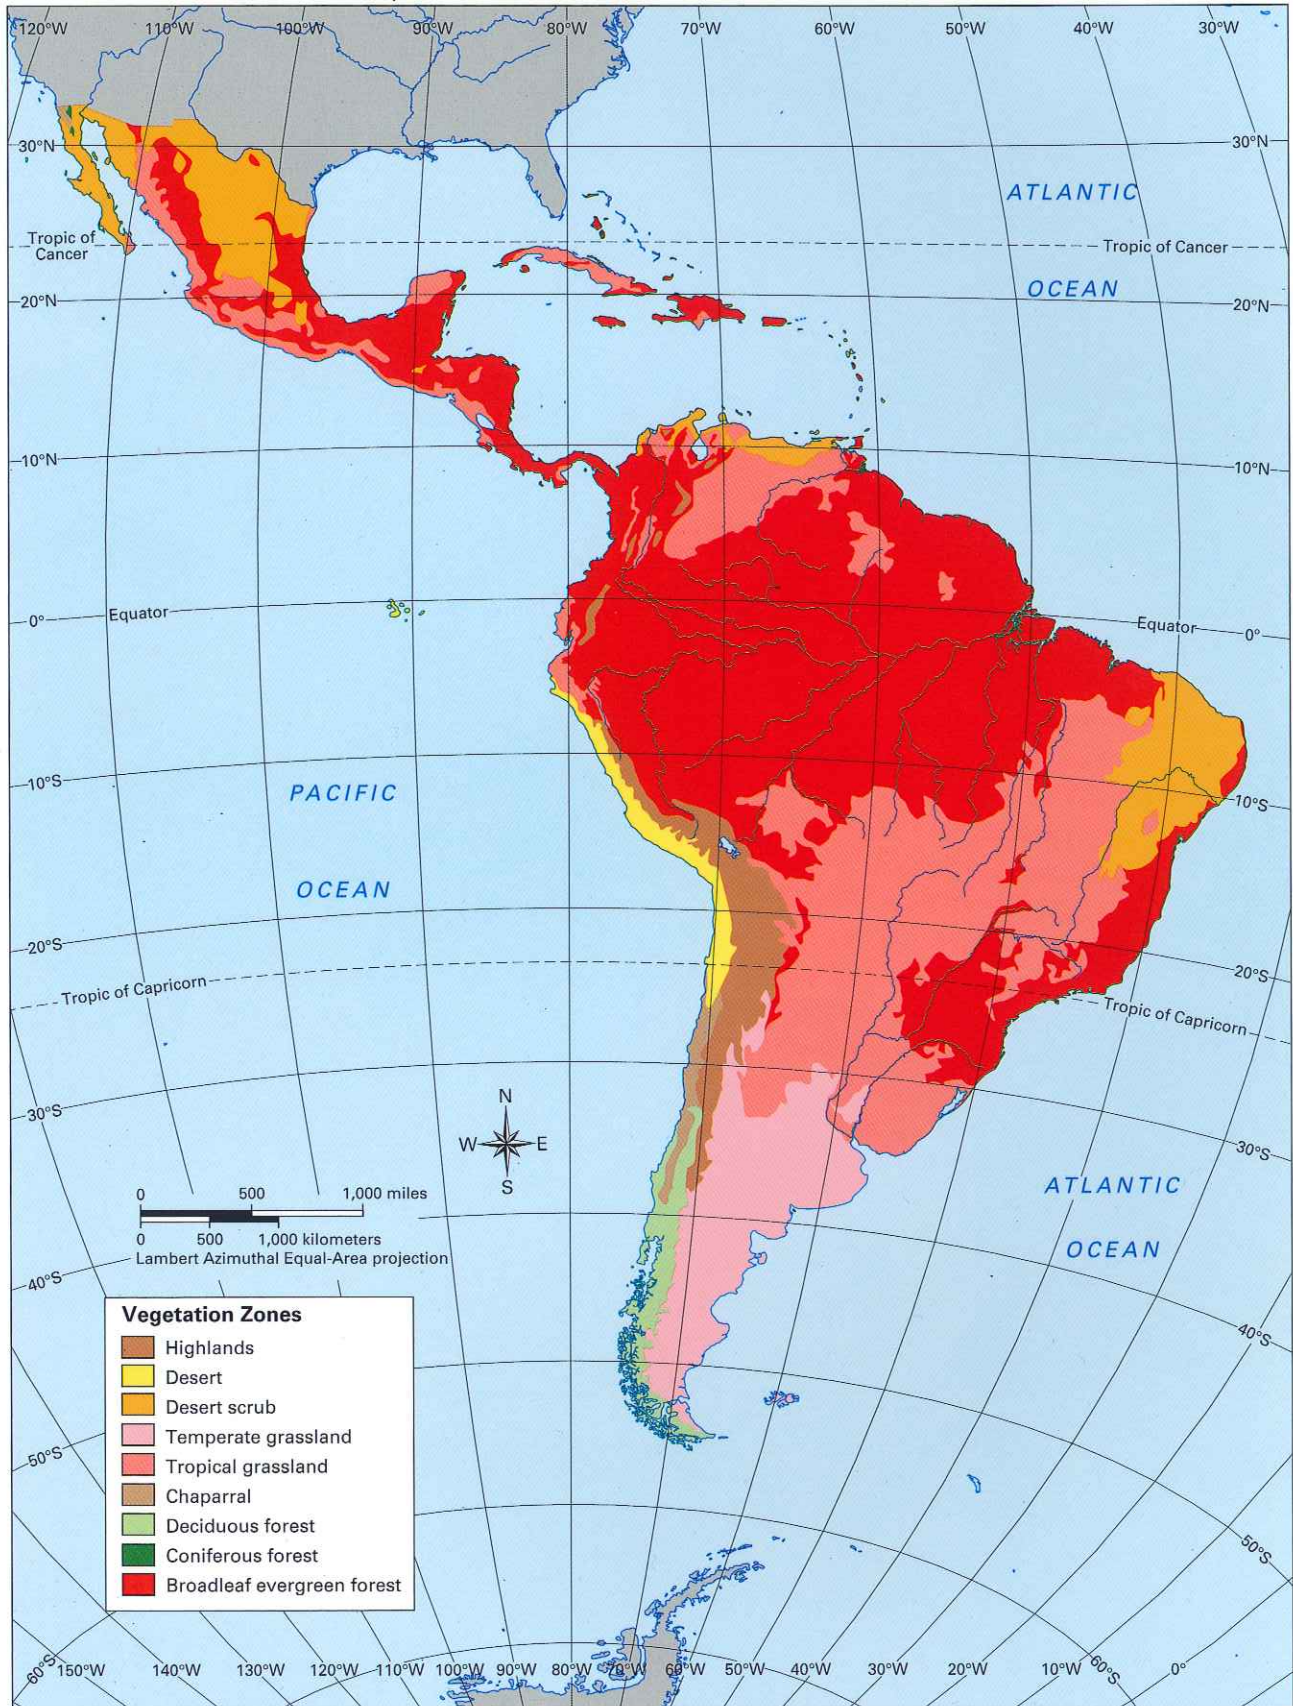 120°W 110°W 100°W 90°W 80°W 70°W 60°W 50°W 40°W 30°W
30°N 30°N
ATLANTIC
Tropic of
Cancer
Tropic of Cancer
OCEAN
20°N 20°N
10°N 10°N
0° Equator
Equator 0°
10°S 10°S
PACIFIC
OCEAN
20°S 20°S
Tropic of Capricorn
Tropic of Capricorn
30°S 30°S
N
W E
S
0 500 1,000 miles
0 500 1,000 kilometers
Lambert Azimuthal Equal-Area projection
ATLANTIC
OCEAN
40°S 40°S
Vegetation Zones
Highlands
Desert
Desert scrub
Temperate grassland
Tropical grassland
Chaparral
Deciduous forest
Coniferous forest
Broadleaf evergreen forest
50°S 50°S
60°S 150°W 140°W 130°W 120°W 110°W 100°W 90°W 80°W 70°W 60°W 50°W 40°W 30°W 20°W 10°W 60°S 0°